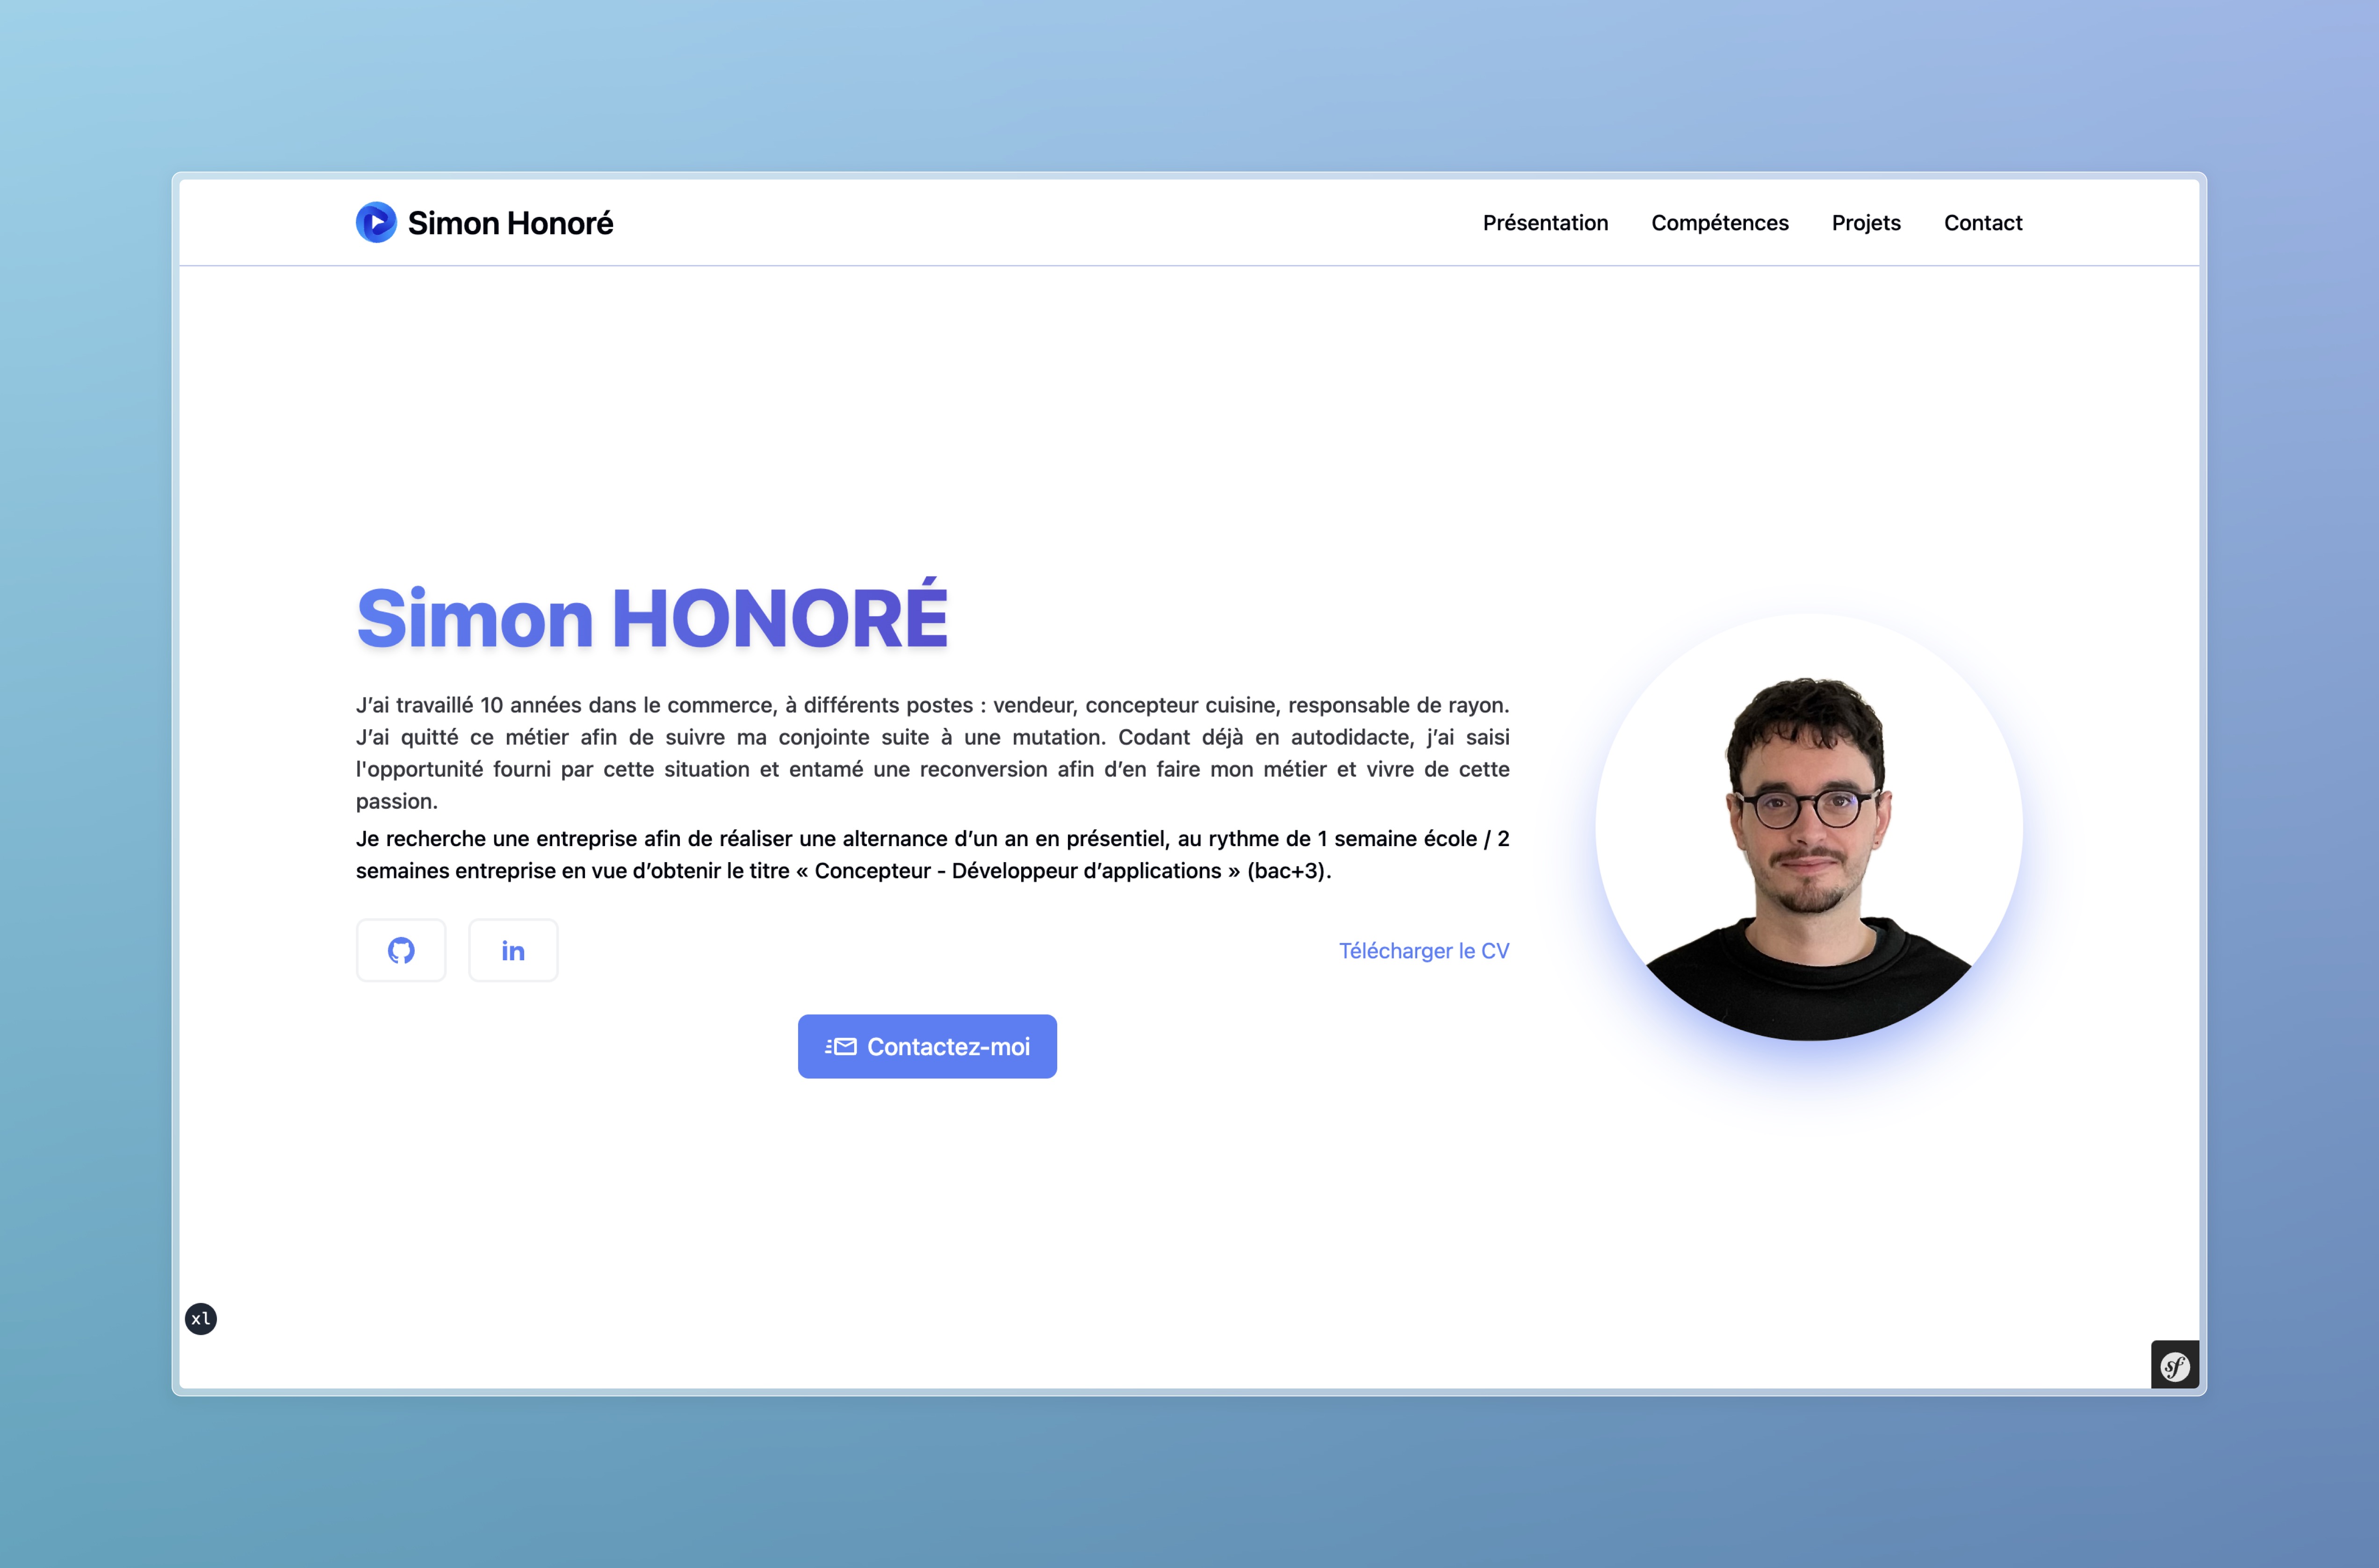 Simon Honoré
Présentation Compétences Projets Contact
Simon HONORÉ
J’ai travaillé 10 années dans le commerce, à différents postes : vendeur, concepteur cuisine, responsable de rayon.
J’ai quitté ce métier afin de suivre ma conjointe suite à une mutation. Codant déjà en autodidacte, j’ai saisi
l'opportunité fourni par cette situation et entamé une reconversion afin d’en faire mon métier et vivre de cette
passion.
Je recherche une entreprise afin de réaliser une alternance d’un an en présentiel, au rythme de 1 semaine école / 2
semaines entreprise en vue d’obtenir le titre « Concepteur - Développeur d’applications » (bac+3).
in
Télécharger le CV
Contactez-moi
xl
sf